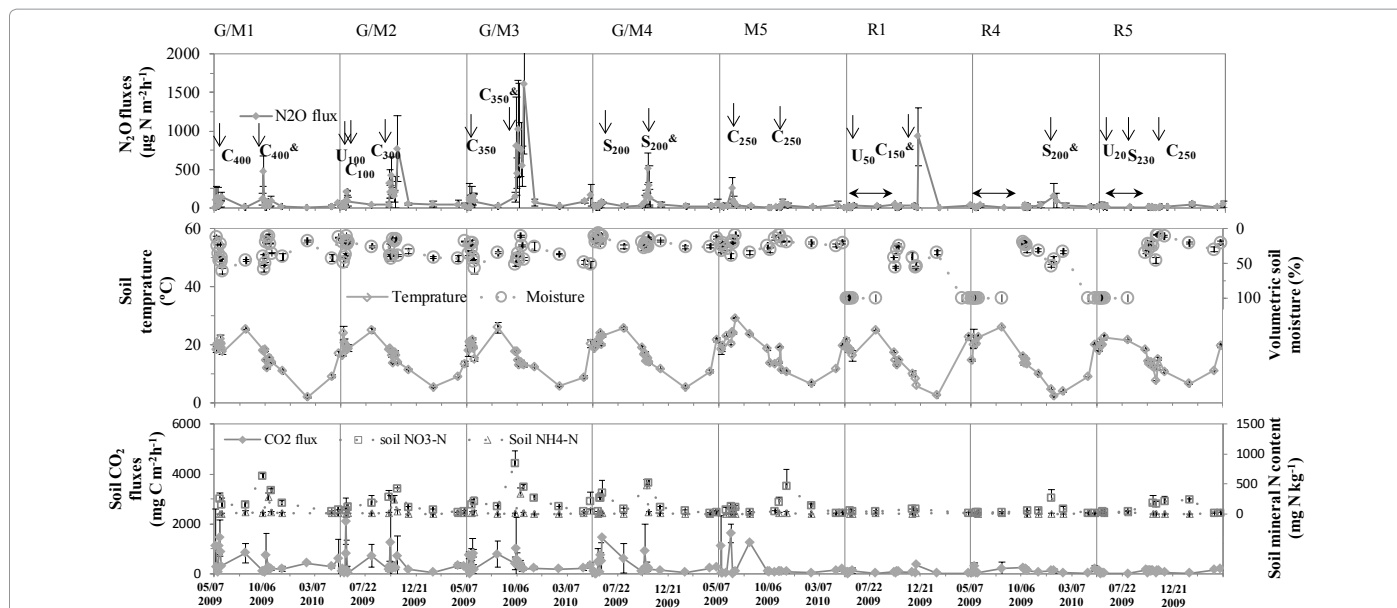 G/M1 G/M2 G/M3 G/M4 M5 R1 R4 R5
N₂O fluxes
(µg N m⁻²h⁻¹)
2000
1500
1000
500
0
N2O flux
C400
C400&
U100
C100
C300
C350
C350&
S200
S200&
C250
C250
U50
C150&
S200&
U20
S230
C250
Soil
temprature
(ºC)
60
40
20
0
Temprature
Moisture
0
50
100
Volumetric soil
moisture (%)
Soil CO₂
fluxes
(mg C m⁻²h⁻¹)
6000
4000
2000
0
CO2 flux
soil NO3-N
Soil NH4-N
1500
1000
500
0
Soil mineral N content
(mg N kg⁻¹)
05/07 10/06 03/07 07/22 12/21 05/07 10/06 03/07 07/22 12/21 05/07 10/06 03/07 07/22 12/21 05/07 10/06 03/07 07/22 12/21
2009 2009 2010 2009 2009 2009 2009 2010 2009 2009 2009 2009 2010 2009 2009 2009 2009 2010 2009 2009